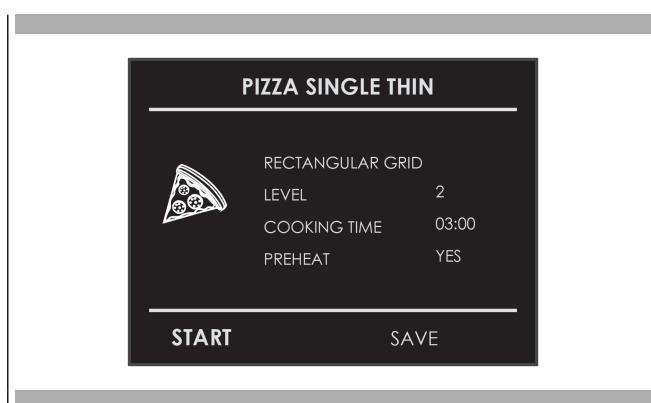 PIZZA SINGLE THIN
RECTANGULAR GRID
LEVEL 2
COOKING TIME 03:00
PREHEAT YES
START SAVE